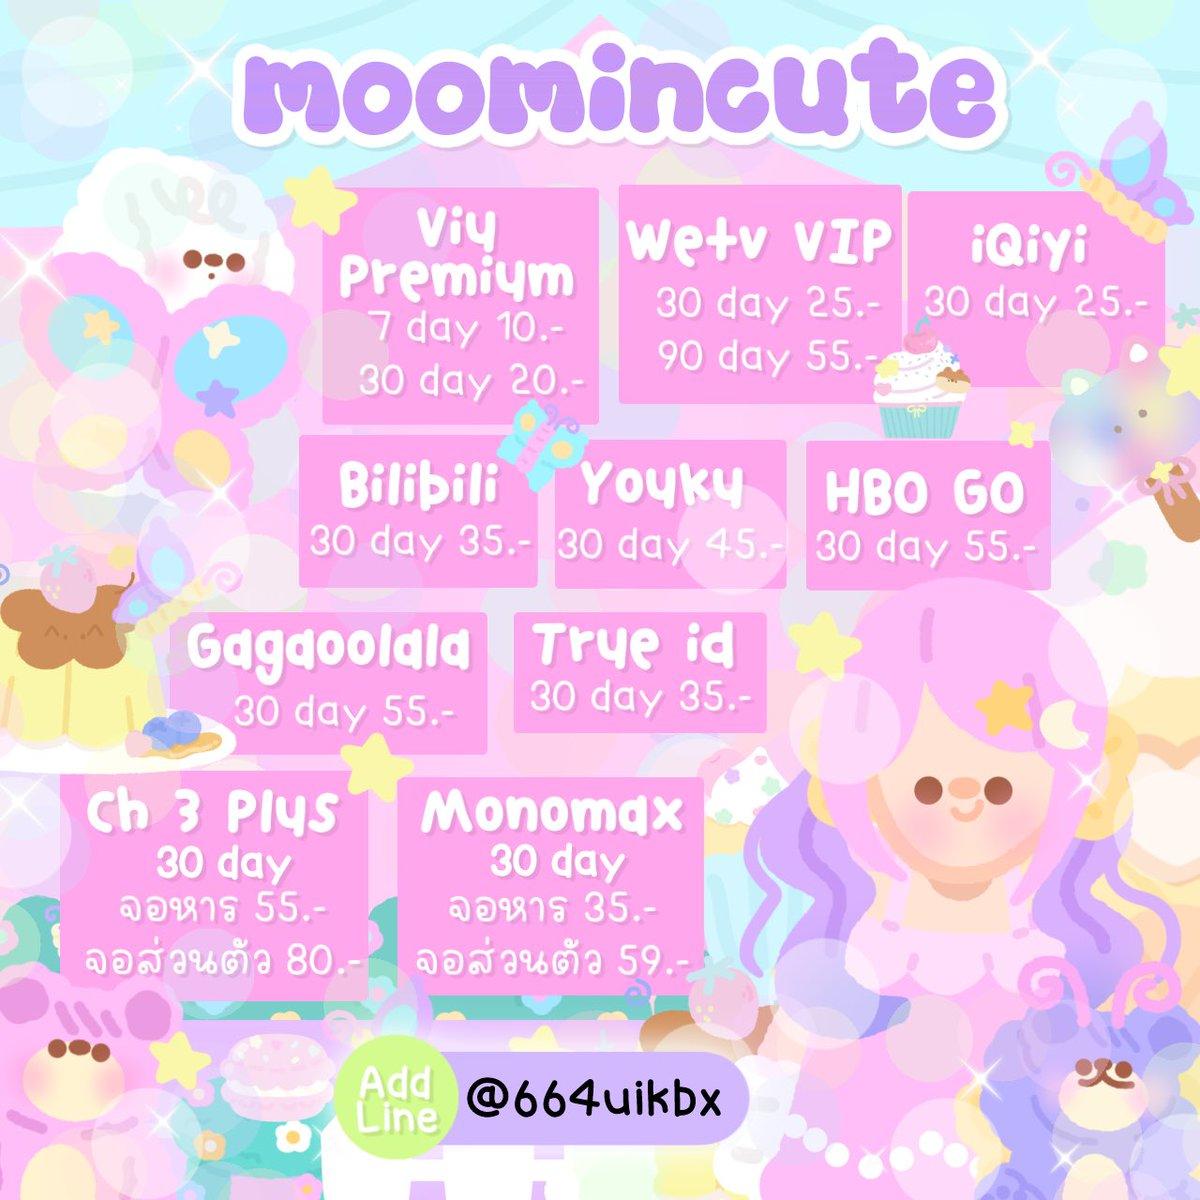 moomincute
Viu
Premium
7 day 10.-
30 day 20.-
Wetv VIP
30 day 25.-
90 day 55.-
iQiyi
30 day 25.-
Bilibili
30 day 35.-
Youku
30 day 45.-
HBO GO
30 day 55.-
Gagaoolala
30 day 55.-
True id
30 day 35.-
Ch 3 Plus
30 day
จอหาร 55.-
จอส่วนตัว 80.-
Monomax
30 day
จอหาร 35.-
จอส่วนตัว 59.-
Add
Line
@664uikbx